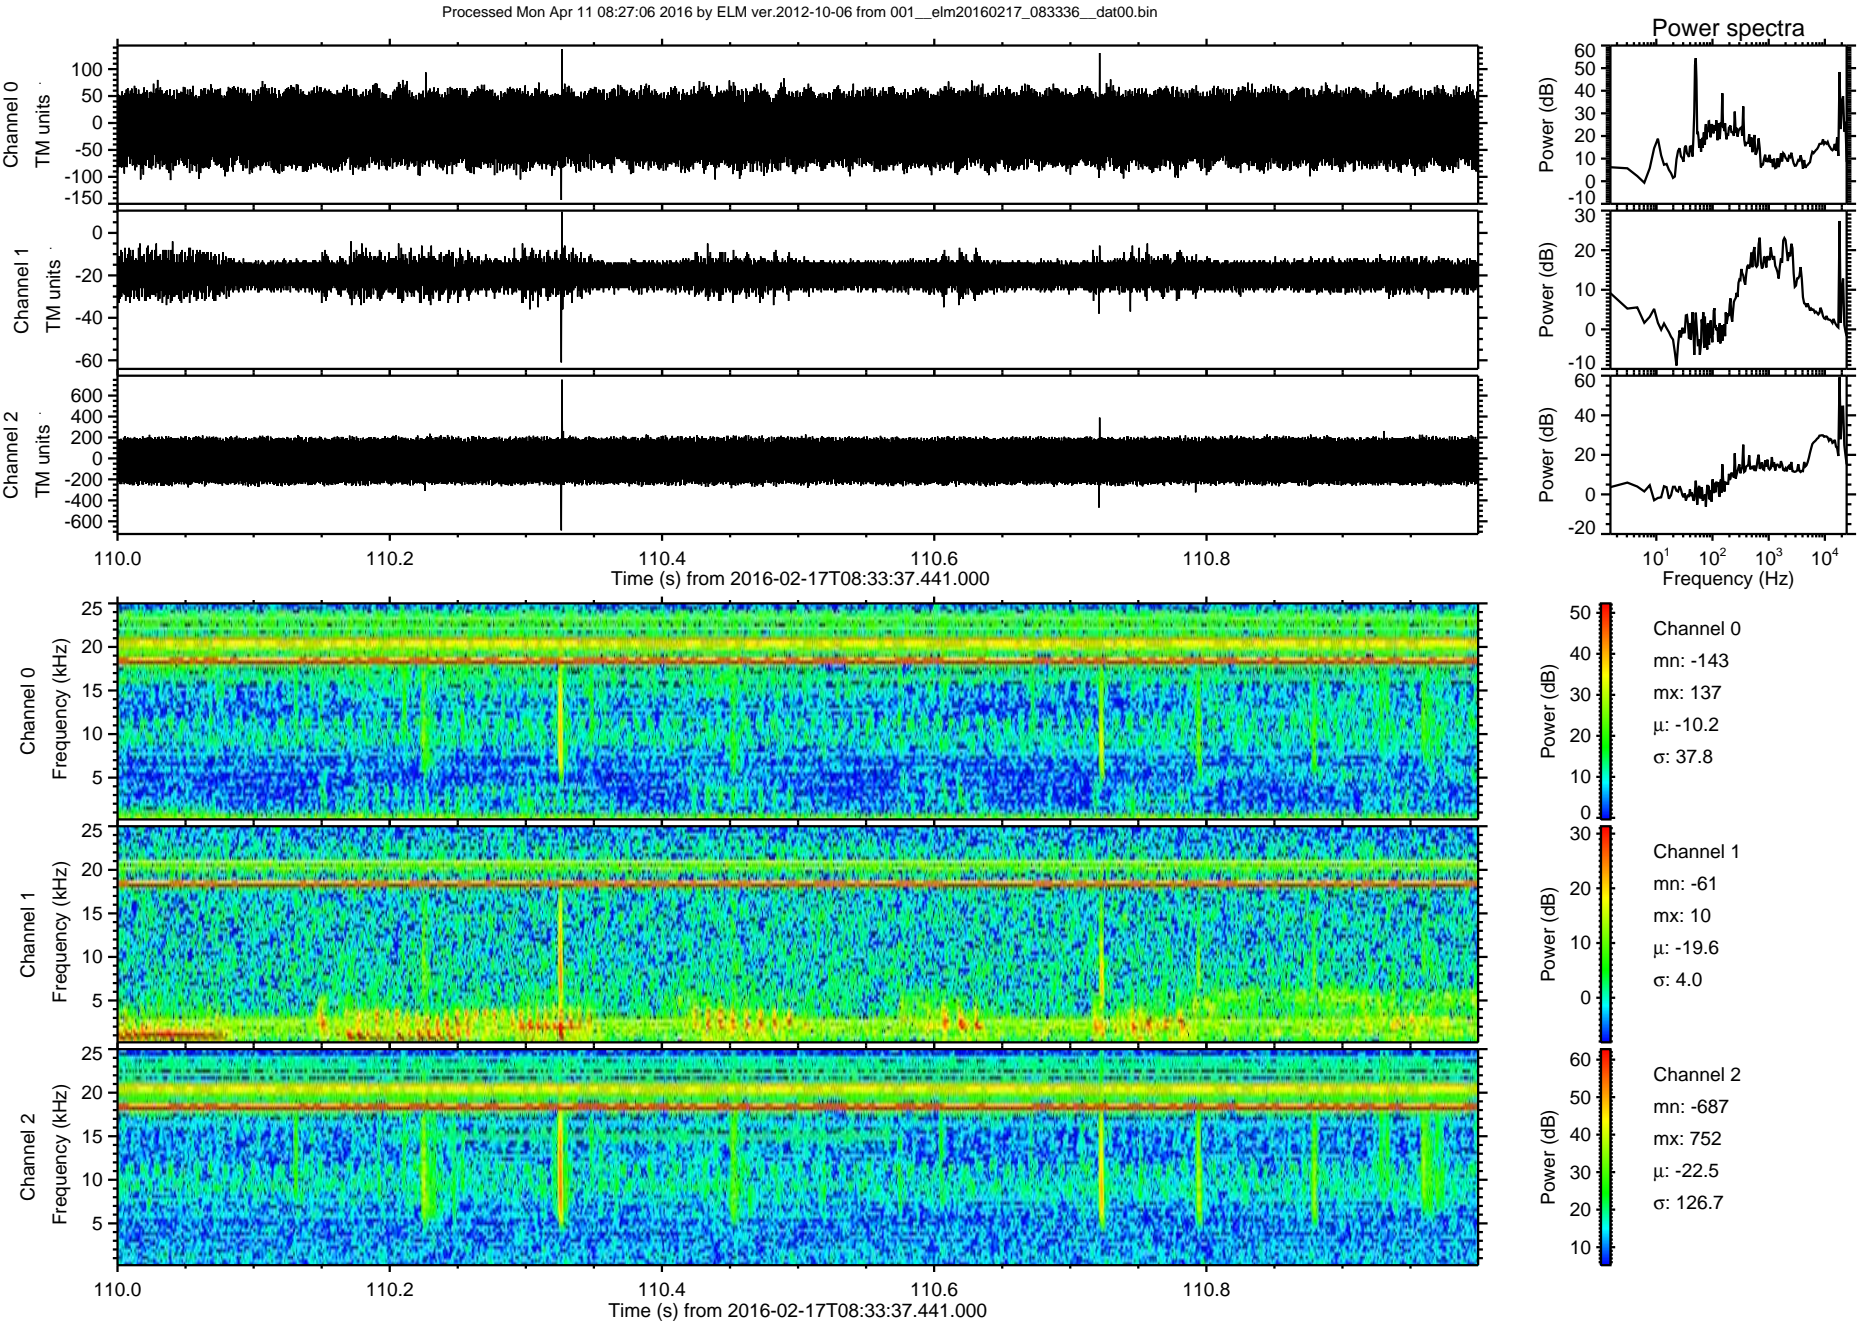 Processed Mon Apr 11 08:27:06 2016 by ELM ver.2012-10-06 from 001__elm20160217_083336__dat00.bin
Power spectra
Channel 0
TM units
100
50
0
-50
-100
-150
Power (dB)
60
50
40
30
20
10
0
-10
Channel 1
TM units
0
-20
-40
-60
Power (dB)
30
20
10
0
-10
Channel 2
TM units
600
400
200
0
-200
-400
-600
Power (dB)
60
40
20
0
-20
110.0 110.2 110.4 110.6 110.8
Time (s) from 2016-02-17T08:33:37.441.000
10^1 10^2 10^3 10^4
Frequency (Hz)
Channel 0
Frequency (kHz)
25
20
15
10
5
Power (dB)
50
40
30
20
10
0
Channel 0
mn: -143
mx: 137
μ: -10.2
σ: 37.8
Channel 1
Frequency (kHz)
25
20
15
10
5
Power (dB)
30
20
10
0
Channel 1
mn: -61
mx: 10
μ: -19.6
σ: 4.0
Channel 2
Frequency (kHz)
25
20
15
10
5
Power (dB)
60
50
40
30
20
10
Channel 2
mn: -687
mx: 752
μ: -22.5
σ: 126.7
110.0 110.2 110.4 110.6 110.8
Time (s) from 2016-02-17T08:33:37.441.000